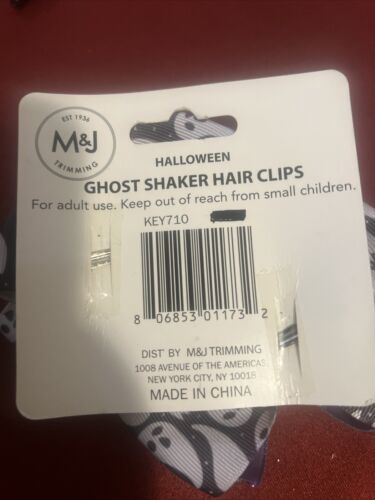 EST 1936
M&J
TRIMMING
HALLOWEEN
GHOST SHAKER HAIR CLIPS
For adult use. Keep out of reach from small children.
KEY710
8 06853 01173 2
DIST' BY M&J TRIMMING
1008 AVENUE OF THE AMERICAS
NEW YORK CITY, NY 10018
MADE IN CHINA